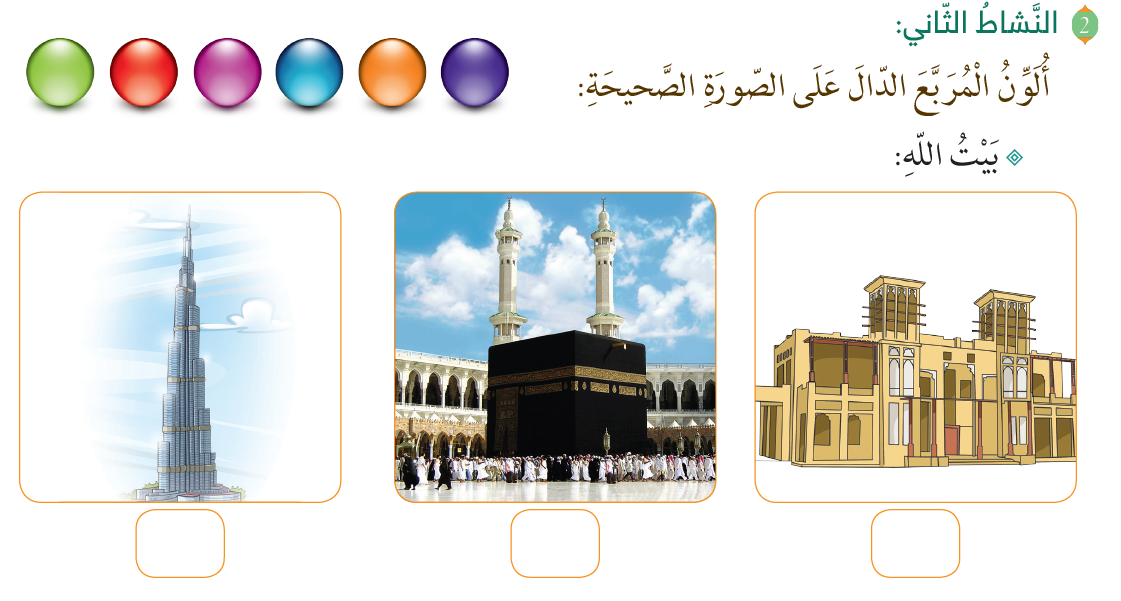 2 النَّشاطُ الثّاني:
أُلَوِّنُ الْمُرَبَّعَ الدّالَ عَلَى الصّورَةِ الصَّحيحَةِ:
بَيْتُ اللّهِ: